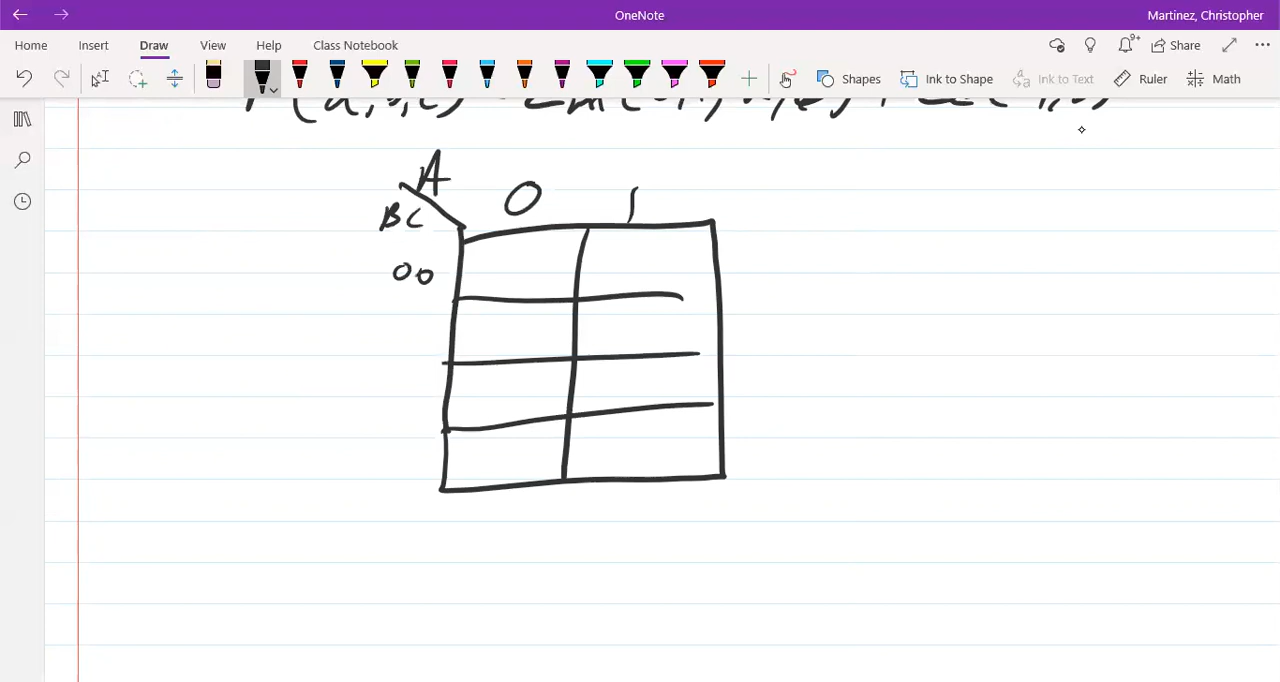 OneNote
Martínez, Christopher
Home Insert Draw View Help Class Notebook Share
Shapes Ink to Shape Ink to Text Ruler Math
A
BC 0 1
00